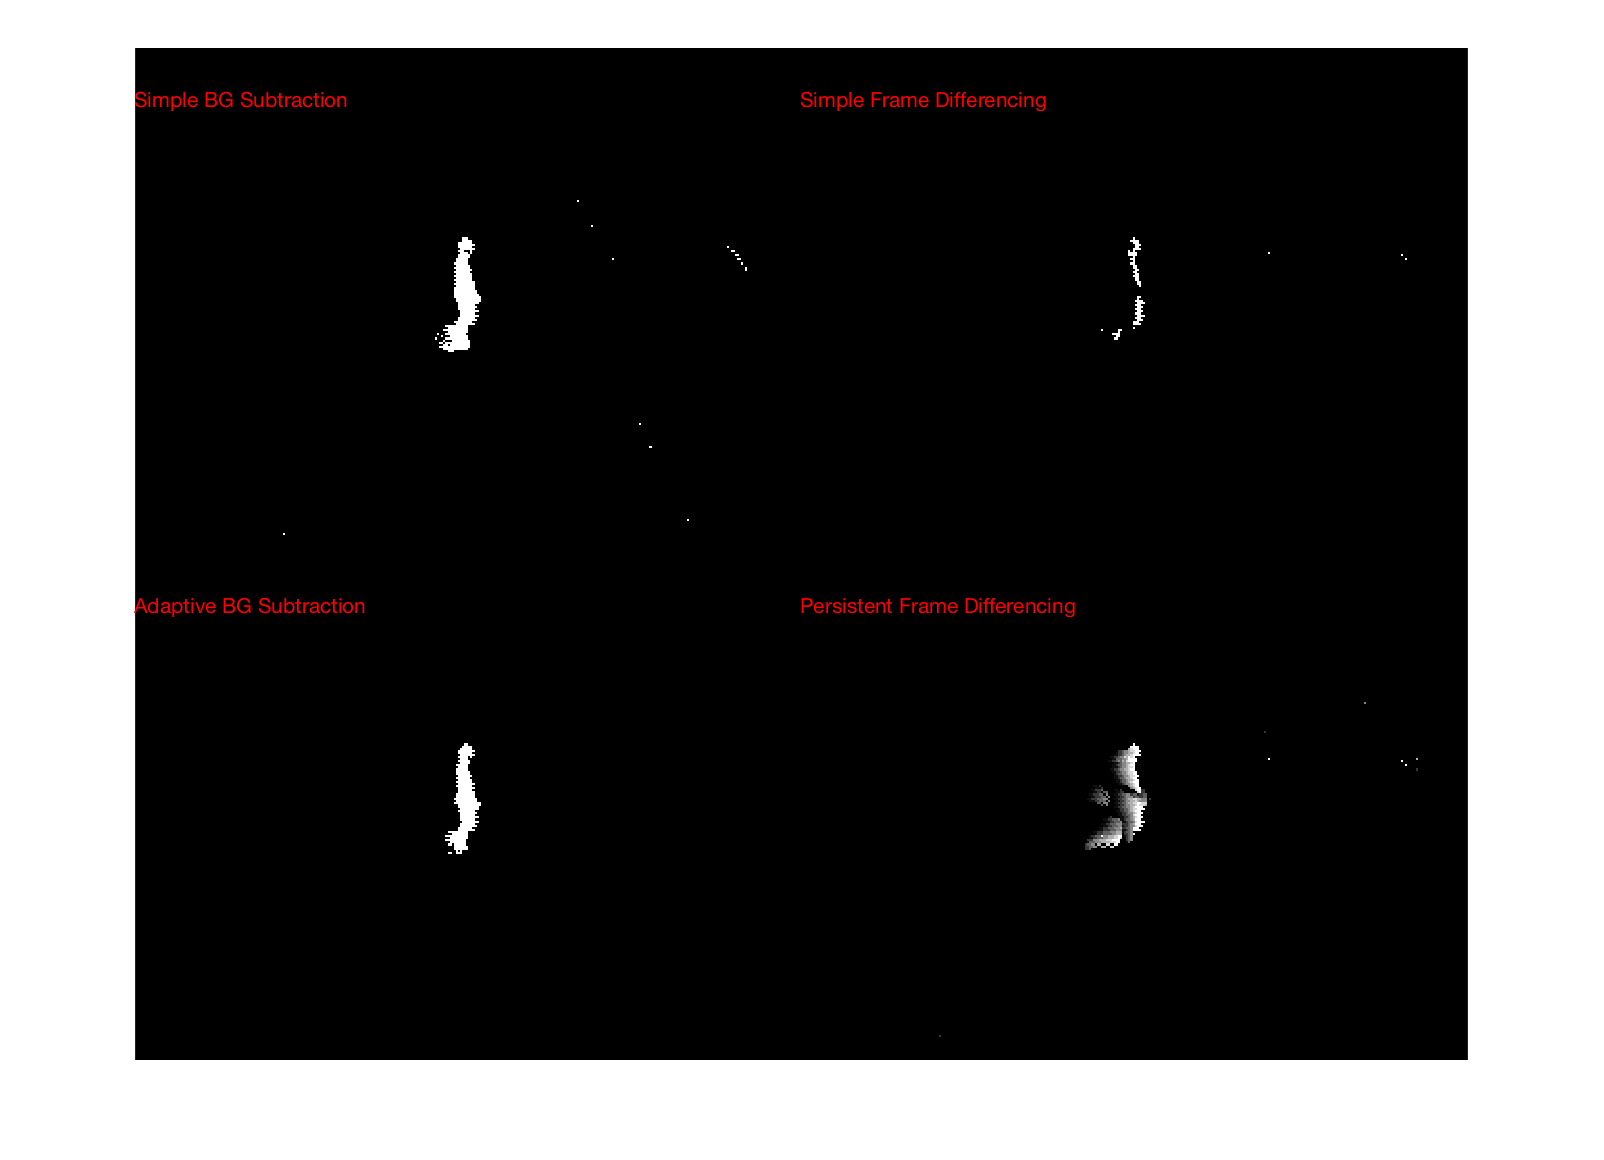 Simple BG Subtraction
Simple Frame Differencing
Adaptive BG Subtraction
Persistent Frame Differencing